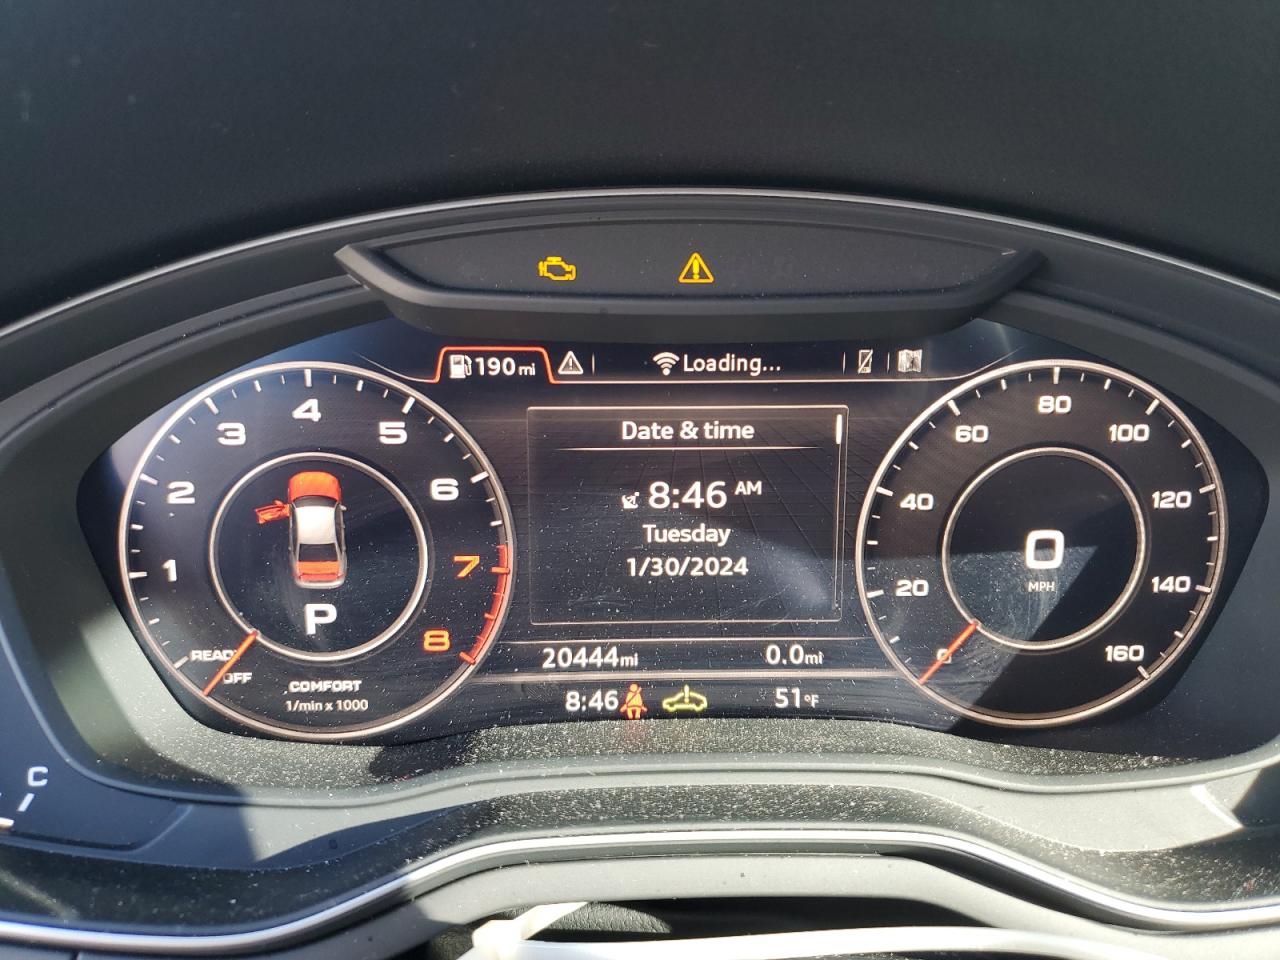 190 mi
Loading...
Date & time
8:46 AM
Tuesday
1/30/2024
20444 mi
0.0 mi
8:46
51°F
1
2
3
4
5
6
7
8
READY
OFF
P
COMFORT
1/min x 1000
0
20
40
60
80
100
120
140
160
0
MPH
C